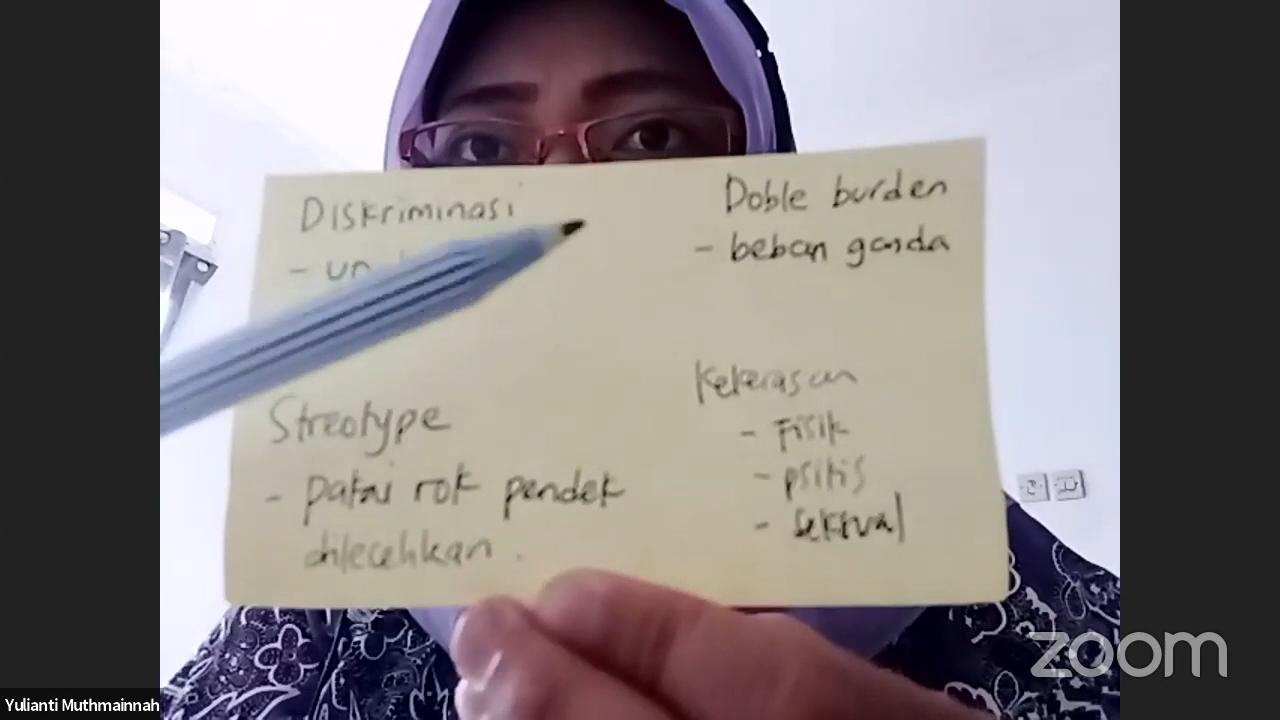 Diskriminasi
-
Streotype
- pakai rok pendek
dilecehkan.
Doble burden
- beban ganda
Kekerasan
- Fisik
- psikis
- seksual
zoom
Yulianti Muthmainnah